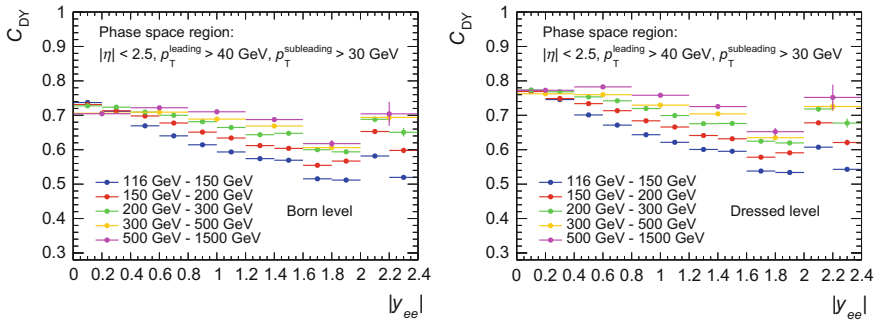 C_DY
1
0.9
0.8
0.7
0.6
0.5
0.4
0.3
Phase space region:
|η| < 2.5, p_T^leading > 40 GeV, p_T^subleading > 30 GeV
116 GeV - 150 GeV
150 GeV - 200 GeV
200 GeV - 300 GeV
300 GeV - 500 GeV
500 GeV - 1500 GeV
Born level
0 0.2 0.4 0.6 0.8 1 1.2 1.4 1.6 1.8 2 2.2 2.4
|y_ee|
C_DY
1
0.9
0.8
0.7
0.6
0.5
0.4
0.3
Phase space region:
|η| < 2.5, p_T^leading > 40 GeV, p_T^subleading > 30 GeV
116 GeV - 150 GeV
150 GeV - 200 GeV
200 GeV - 300 GeV
300 GeV - 500 GeV
500 GeV - 1500 GeV
Dressed level
0 0.2 0.4 0.6 0.8 1 1.2 1.4 1.6 1.8 2 2.2 2.4
|y_ee|